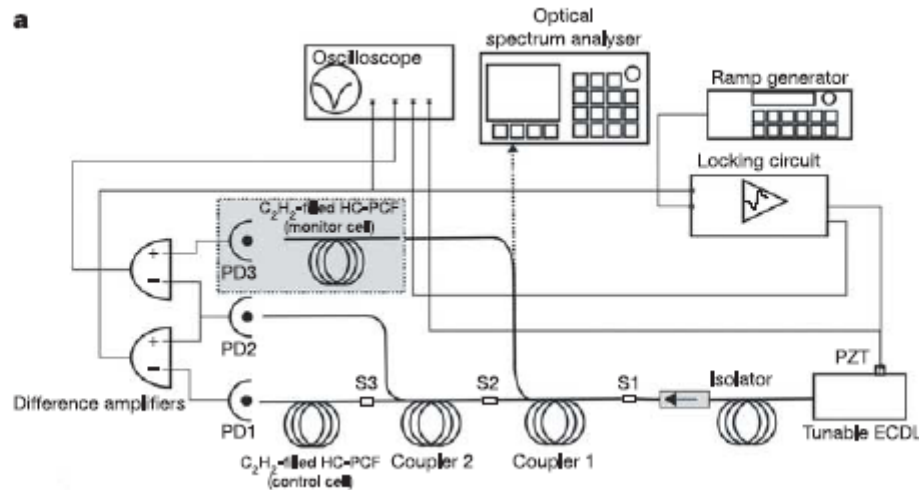 a
Optical
spectrum analyser
Oscilloscope
Ramp generator
Locking circuit
C₂H₂-filled HC-PCF
(monitor cell)
+
−
PD3
+
−
PD2
PZT
Difference amplifiers
PD1
S3
S2
S1
Isolator
C₂H₂-filled HC-PCF
(control cell)
Coupler 2
Coupler 1
Tunable ECDL